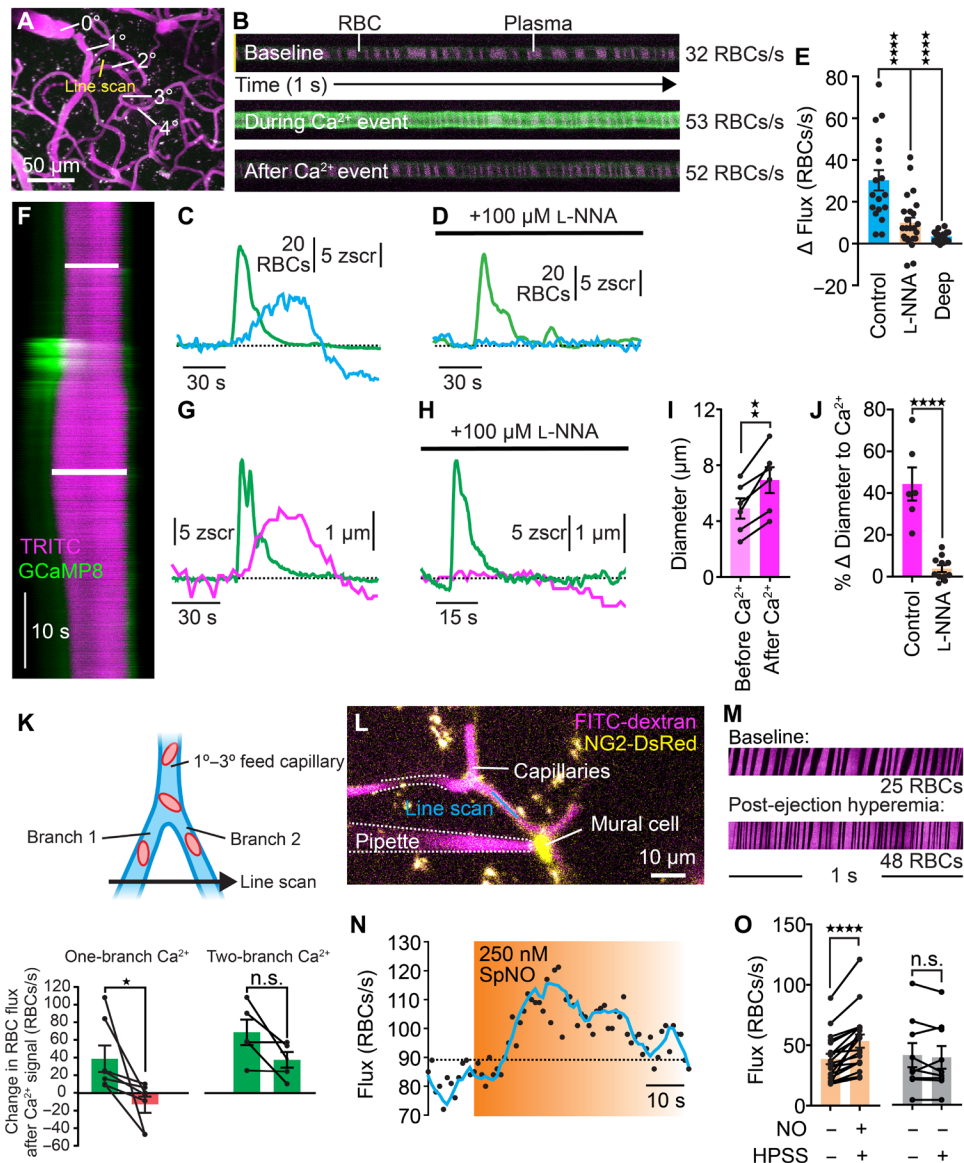 A
0°
1°
2°
Line scan
3°
4°
50 µm
B
RBC
Plasma
Baseline
32 RBCs/s
Time (1 s)
During Ca²⁺ event
53 RBCs/s
After Ca²⁺ event
52 RBCs/s
E
★★★★
★★★★
Δ Flux (RBCs/s)
80
60
40
20
0
−20
Control
L-NNA
Deep
F
TRITC
GCaMP8
10 s
C
20
RBCs
5 zscr
30 s
D
+100 µM L-NNA
20
RBCs
5 zscr
30 s
G
5 zscr
1 µm
30 s
H
+100 µM L-NNA
5 zscr
1 µm
15 s
I
★★
Diameter (µm)
12
8
4
0
Before Ca²⁺
After Ca²⁺
J
★★★★
% Δ Diameter to Ca²⁺
80
60
40
20
0
Control
L-NNA
K
1º–3º feed capillary
Branch 1
Branch 2
Line scan
One-branch Ca²⁺
Two-branch Ca²⁺
★
n.s.
Change in RBC flux
after Ca²⁺ signal (RBCs/s)
120
100
80
60
40
20
0
−20
−40
−60
L
FITC-dextran
NG2-DsRed
Capillaries
Line scan
Mural cell
Pipette
10 µm
M
Baseline:
25 RBCs
Post-ejection hyperemia:
48 RBCs
1 s
N
250 nM
SpNO
Flux (RBCs/s)
130
120
110
100
90
80
70
10 s
O
★★★★
n.s.
Flux (RBCs/s)
150
100
50
0
NO − + − −
HPSS − − − +